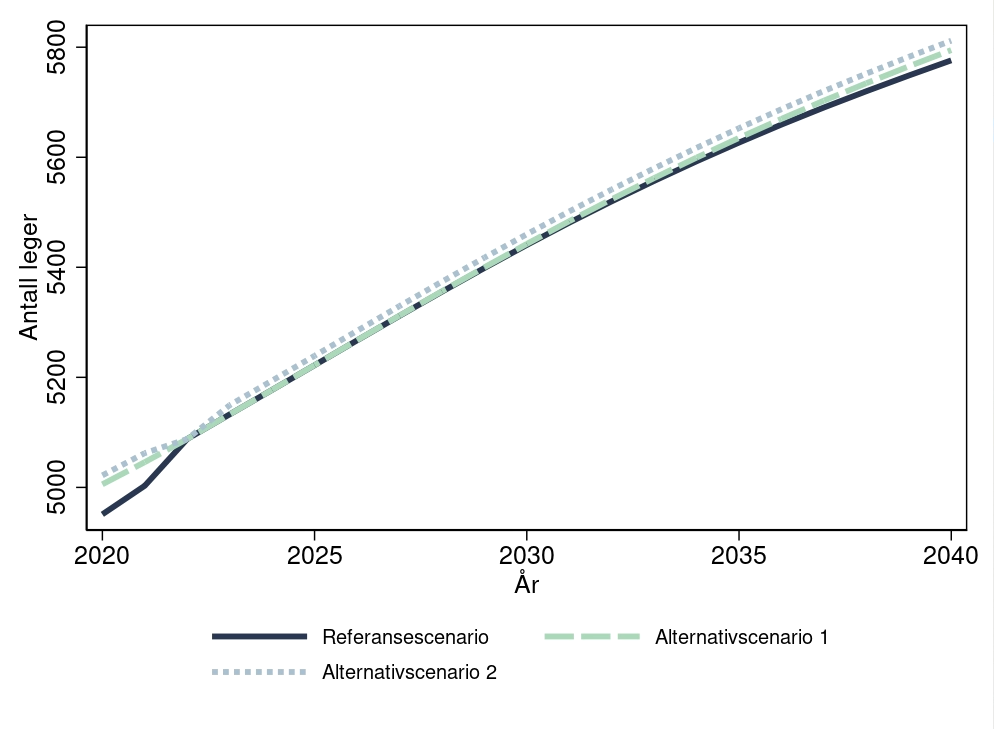 5800
5600
5400
5200
5000
Antall leger
2020 2025 2030 2035 2040
År
Referansescenario Alternativscenario 1
Alternativscenario 2